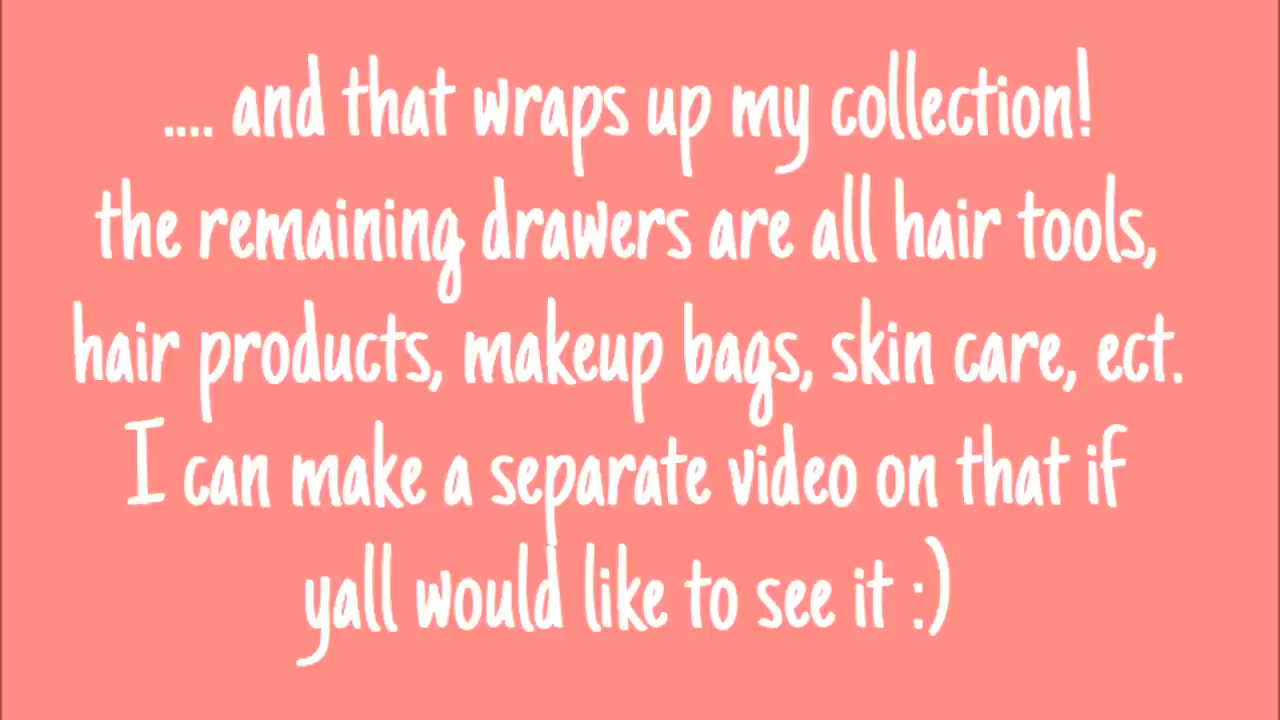 .... and that wraps up my collection!
the remaining drawers are all hair tools,
hair products, makeup bags, skin care, ect.
I can make a separate video on that if
yall would like to see it :)